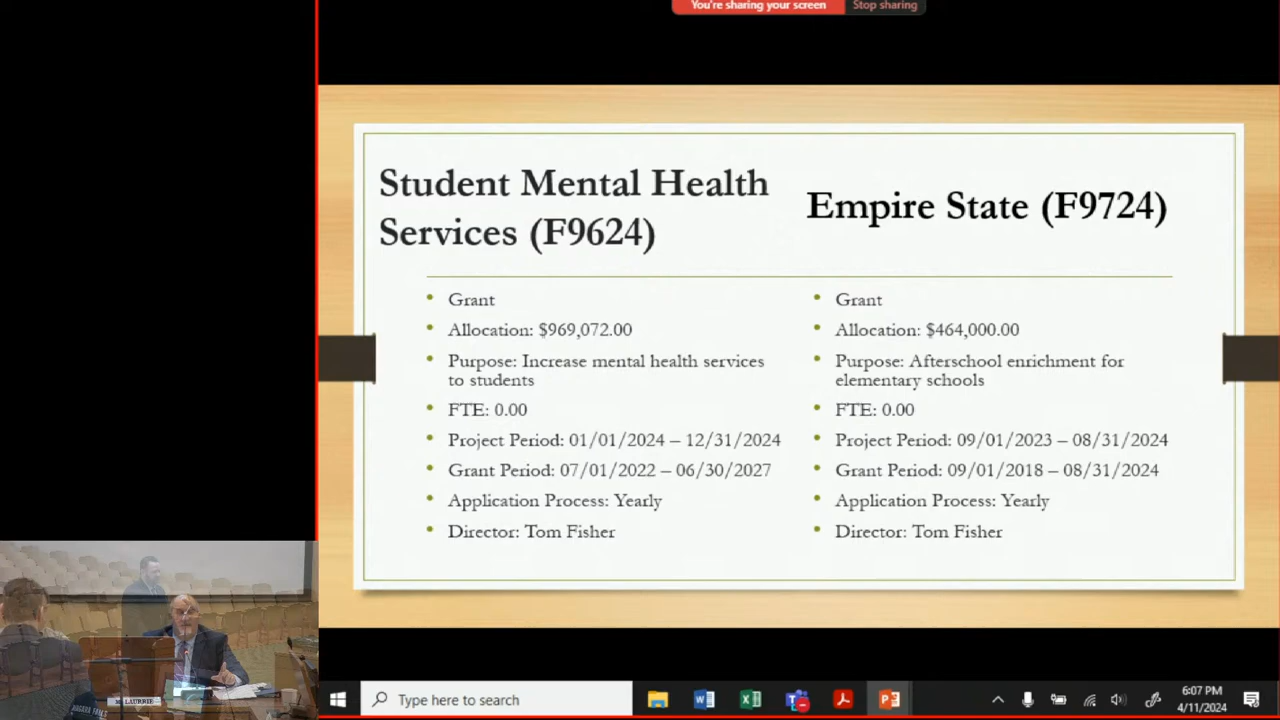 You're sharing your screen Stop sharing
Student Mental Health
Services (F9624)
Empire State (F9724)
• Grant
• Allocation: $969,072.00
• Purpose: Increase mental health services
to students
• FTE: 0.00
• Project Period: 01/01/2024 – 12/31/2024
• Grant Period: 07/01/2022 – 06/30/2027
• Application Process: Yearly
• Director: Tom Fisher
• Grant
• Allocation: $464,000.00
• Purpose: Afterschool enrichment for
elementary schools
• FTE: 0.00
• Project Period: 09/01/2023 – 08/31/2024
• Grant Period: 09/01/2018 – 08/31/2024
• Application Process: Yearly
• Director: Tom Fisher
LAURRIE
NIAGARA FALLS
Type here to search
6:07 PM
4/11/2024